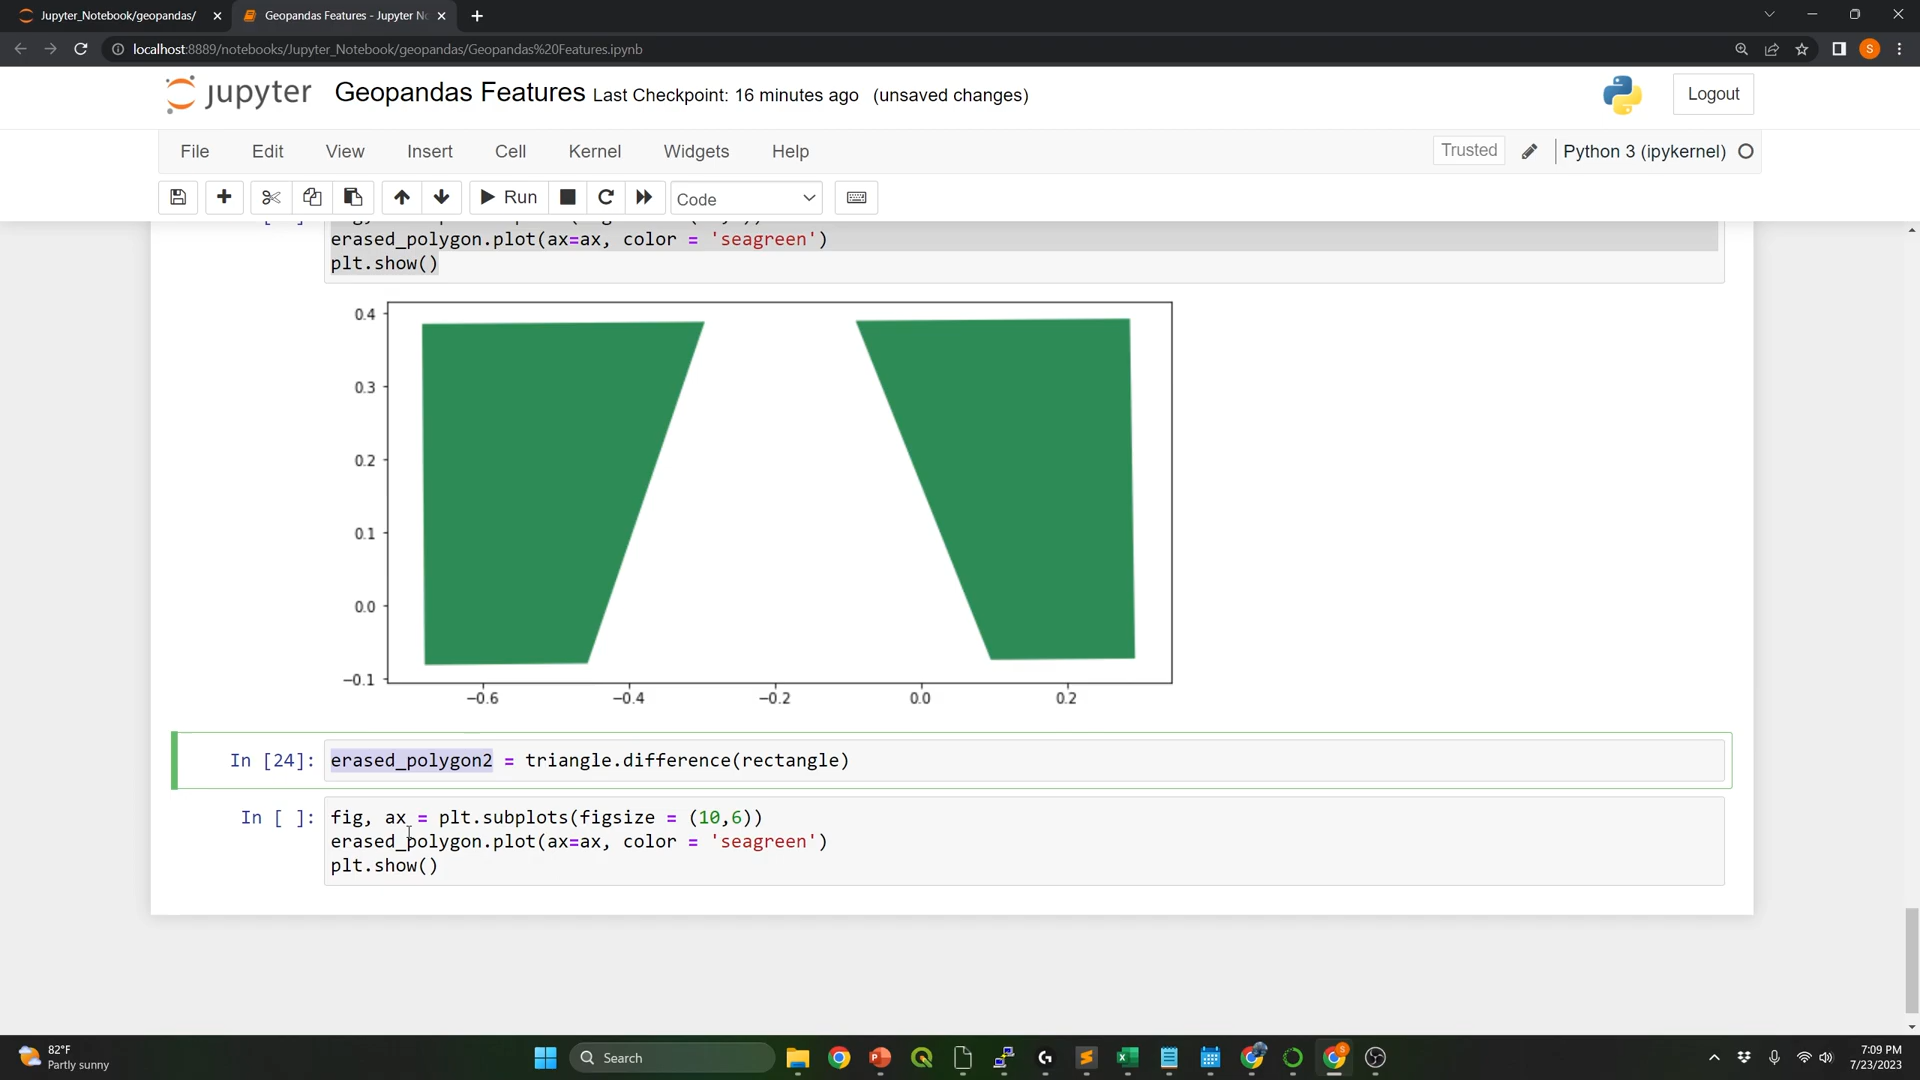 Jupyter_Notebook/geopandas/
Geopandas Features - Jupyter No
localhost:8889/notebooks/Jupyter_Notebook/geopandas/Geopandas%20Features.ipynb
S
jupyter
Geopandas Features Last Checkpoint: 16 minutes ago (unsaved changes)
Logout
File Edit View Insert Cell Kernel Widgets Help
Trusted
Python 3 (ipykernel)
Run
Code
erased_polygon.plot(ax=ax, color = 'seagreen')
plt.show()
0.4
0.3
0.2
0.1
0.0
−0.1
−0.6 −0.4 −0.2 0.0 0.2
In [24]: erased_polygon2 = triangle.difference(rectangle)
In [ ]: fig, ax = plt.subplots(figsize = (10,6))
erased_polygon.plot(ax=ax, color = 'seagreen')
plt.show()
82°F
Partly sunny
Search
7:09 PM
7/23/2023